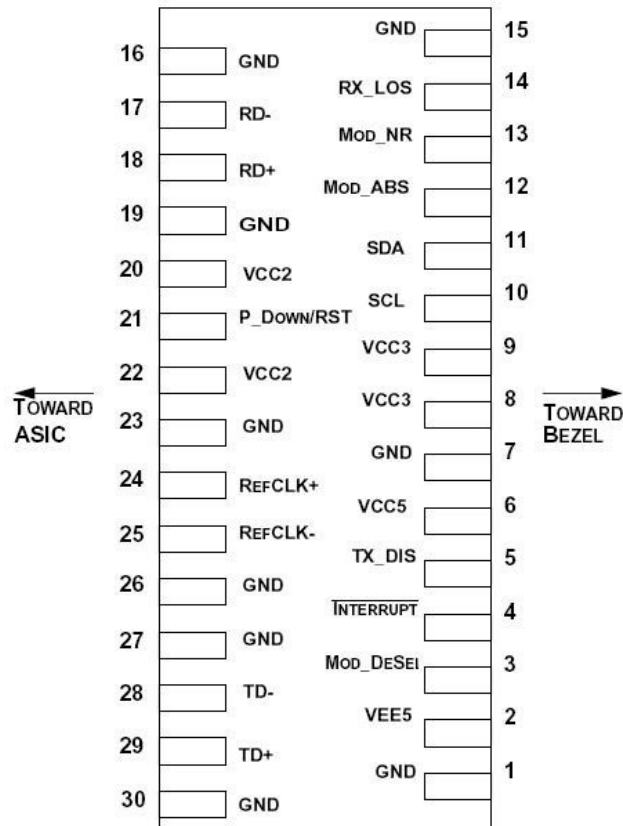 16 GND
17 RD-
18 RD+
19 GND
20 VCC2
21 P_DOWN/RST
22 VCC2
23 GND
24 REFCLK+
25 REFCLK-
26 GND
27 GND
28 TD-
29 TD+
30 GND
TOWARD
ASIC
GND 15
RX_LOS 14
MOD_NR 13
MOD_ABS 12
SDA 11
SCL 10
VCC3 9
VCC3 8
GND 7
VCC5 6
TX_DIS 5
INTERRUPT 4
MOD_DESEL 3
VEE5 2
GND 1
TOWARD
BEZEL